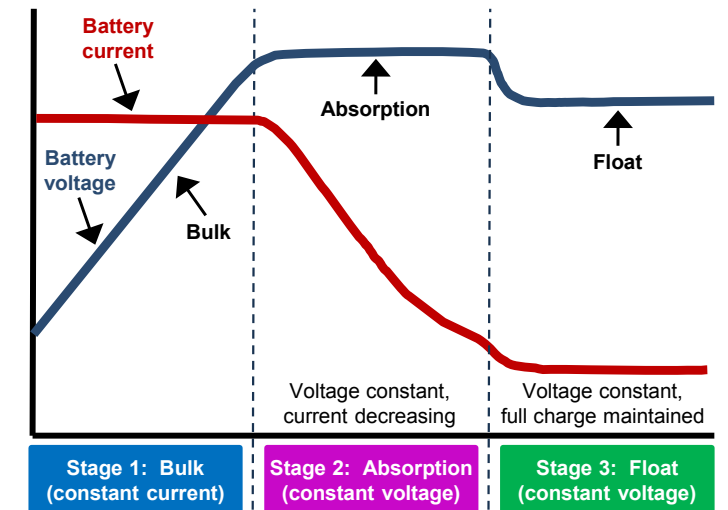 Battery
current
Absorption
Battery
voltage
Float
Bulk
Voltage constant,
current decreasing
Voltage constant,
full charge maintained
Stage 1:  Bulk
(constant current)
Stage 2:  Absorption
(constant voltage)
Stage 3:  Float
(constant voltage)